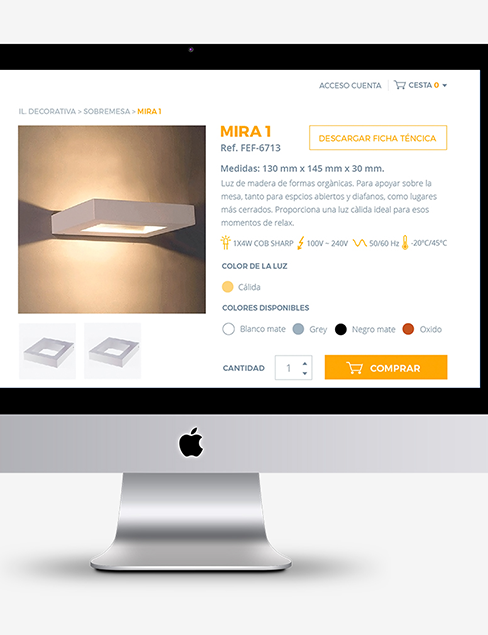 ACCESO CUENTA
CESTA 0
IL. DECORATIVA > SOBREMESA > MIRA 1
MIRA 1
DESCARGAR FICHA TÉNCICA
Ref. FEF-6713
Medidas: 130 mm x 145 mm x 30 mm.
Luz de madera de formas orgànicas. Para apoyar sobre la
mesa, tanto para espcios abiertos y diafanos, como lugares
más cerrados. Proporciona una luz càlida ideal para esos
momentos de relax.
1X4W COB SHARP 100V ~ 240V 50/60 Hz -20°C/45°C
COLOR DE LA LUZ
Cálida
COLORES DISPONIBLES
Blanco mate Grey Negro mate Oxido
CANTIDAD 1 COMPRAR